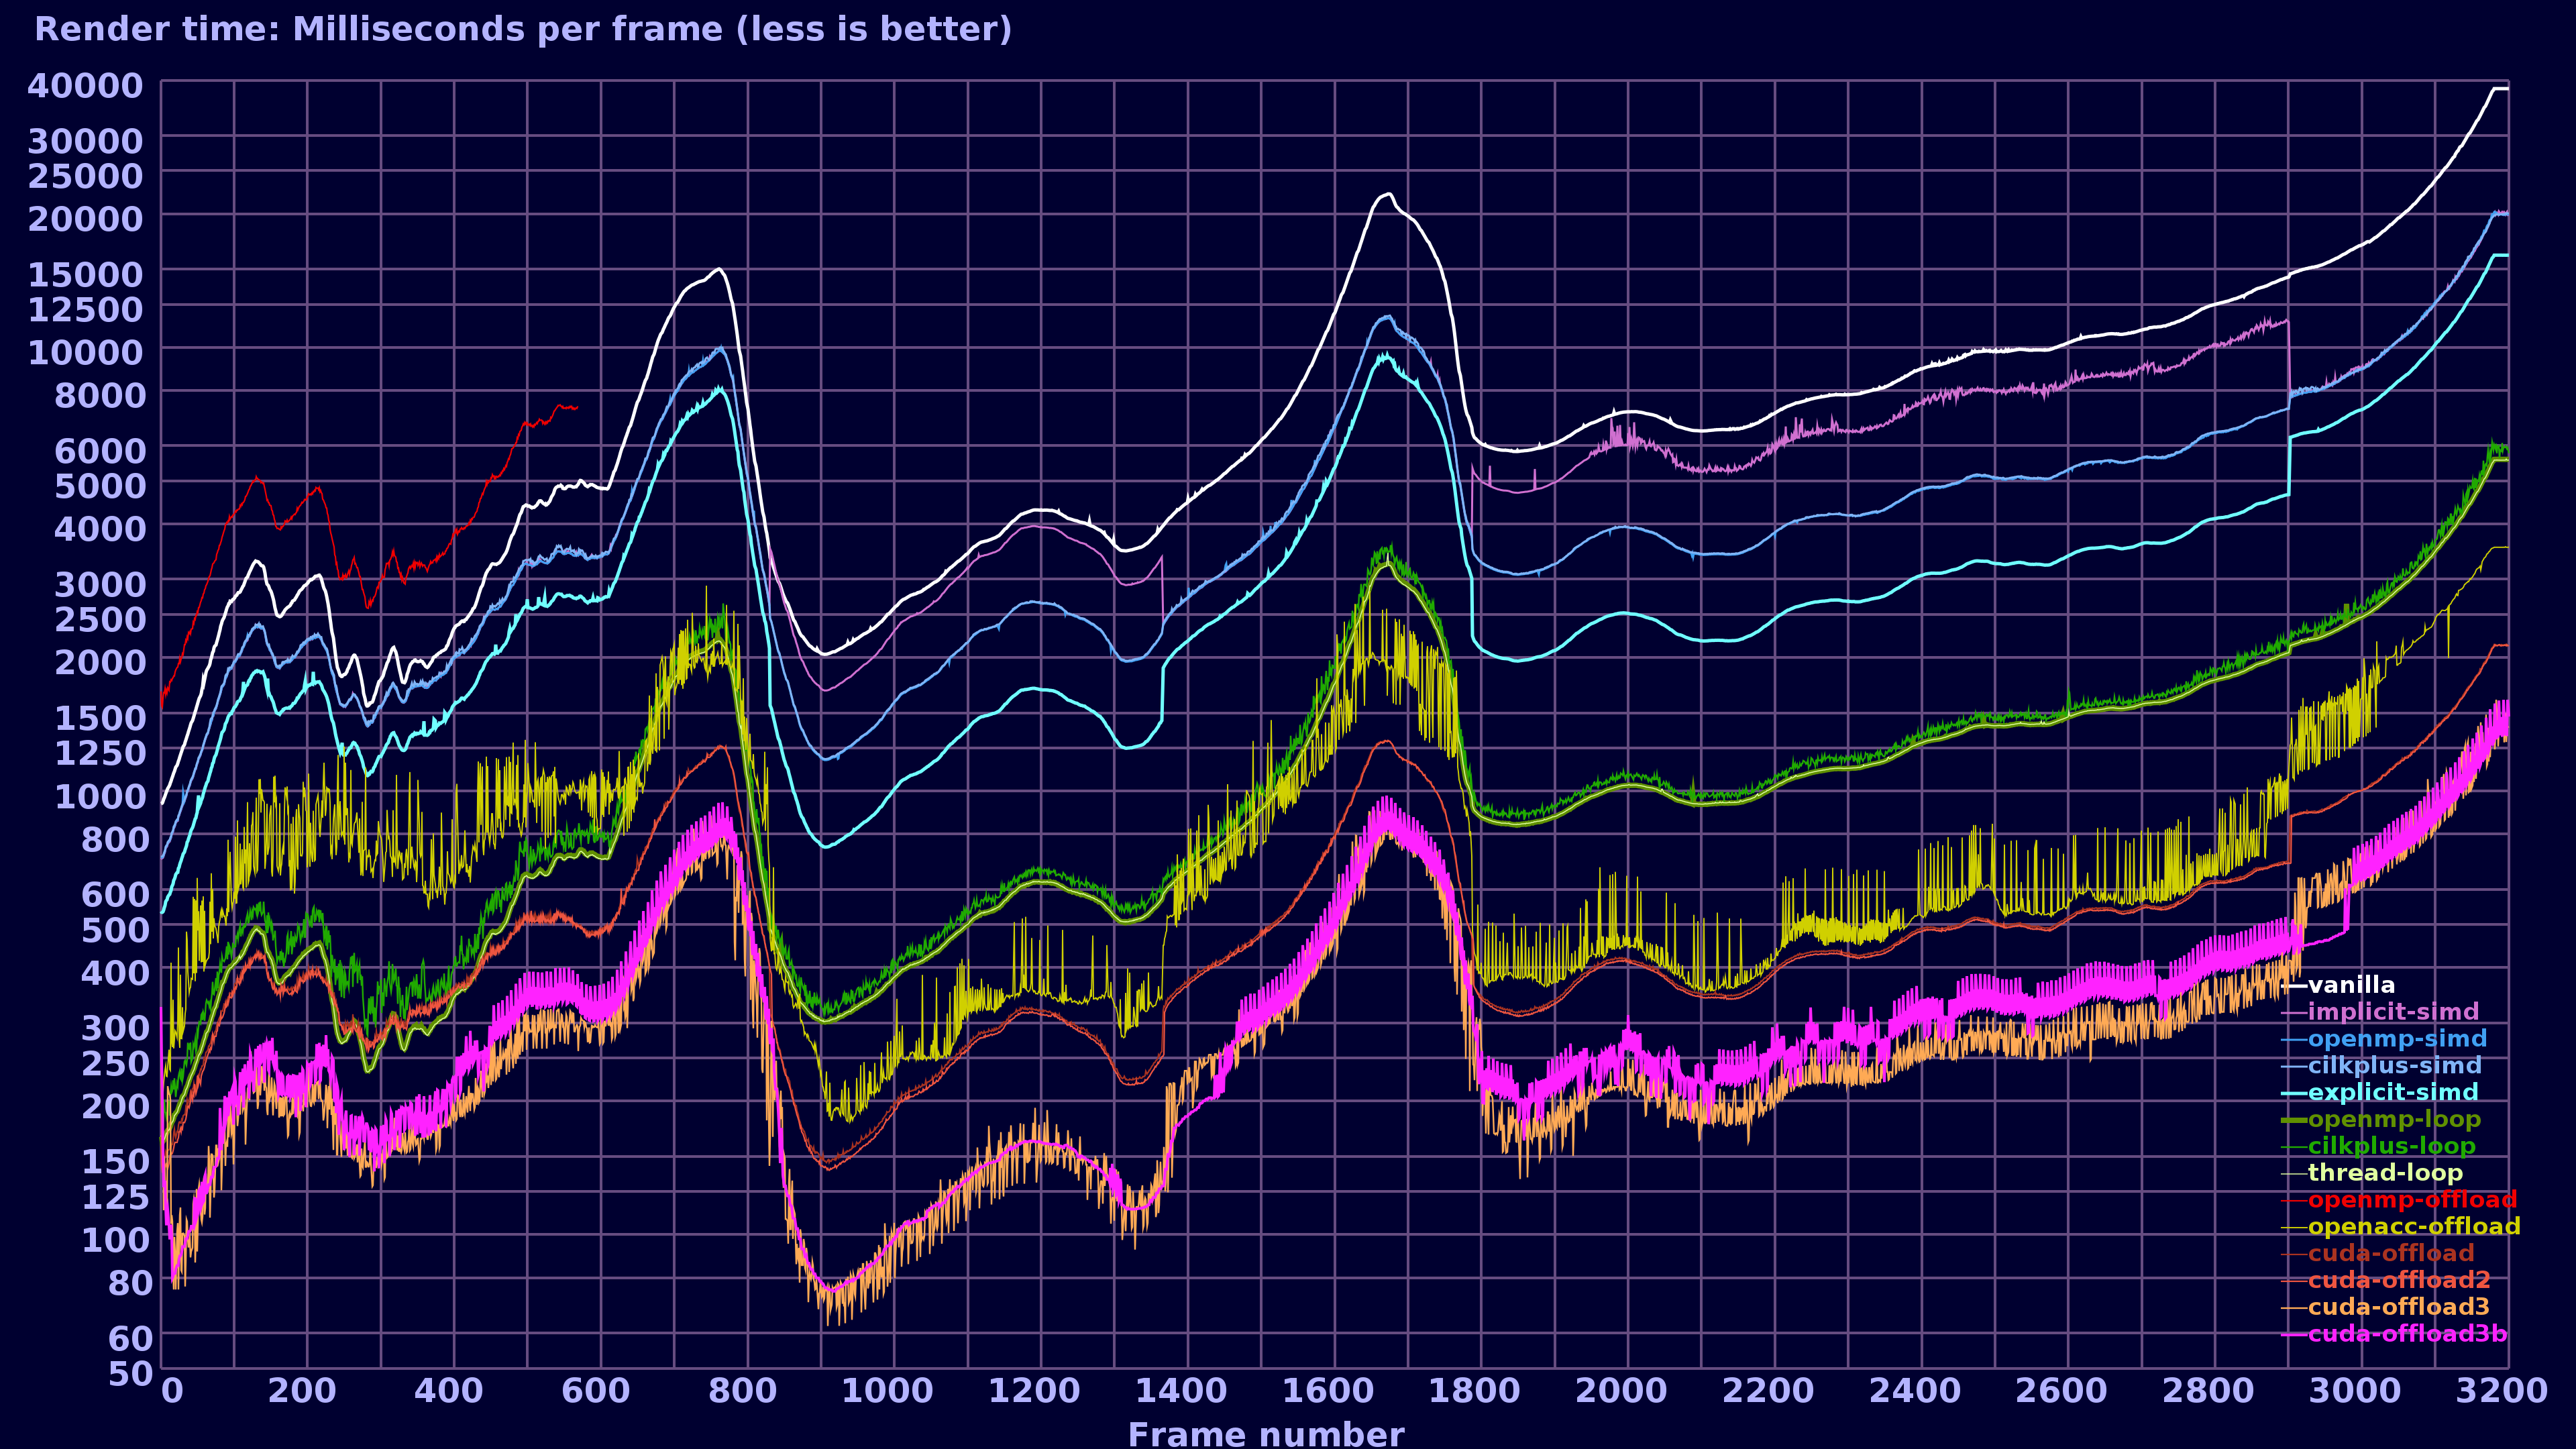 Render time: Milliseconds per frame (less is better)
40000
30000
25000
20000
15000
12500
10000
8000
6000
5000
4000
3000
2500
2000
1500
1250
1000
800
600
500
400
300
250
200
150
125
100
80
60
50
vanilla
implicit-simd
openmp-simd
cilkplus-simd
explicit-simd
openmp-loop
cilkplus-loop
thread-loop
openmp-offload
openacc-offload
cuda-offload
cuda-offload2
cuda-offload3
cuda-offload3b
0 200 400 600 800 1000 1200 1400 1600 1800 2000 2200 2400 2600 2800 3000 3200
Frame number